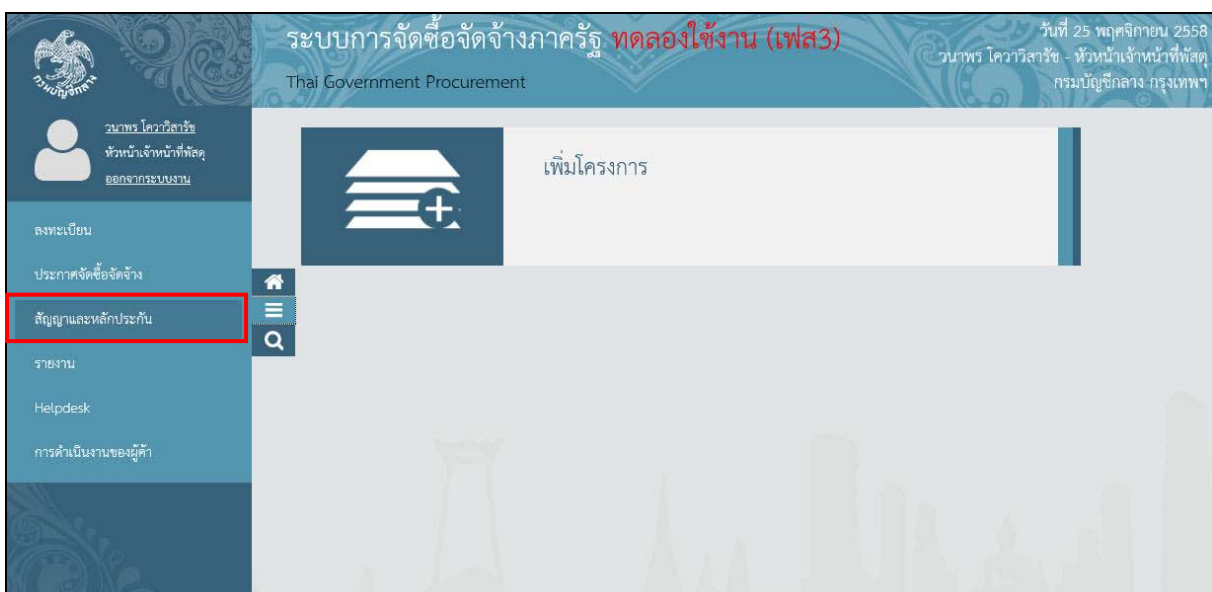 ระบบการจัดซื้อจัดจ้างภาครัฐ ทดลองใช้งาน (เฟส3)
Thai Government Procurement
วันที่ 25 พฤศจิกายน 2558
วนาพร โควาวิสารัช - หัวหน้าเจ้าหน้าที่พัสดุ
กรมบัญชีกลาง กรุงเทพฯ
กรมบัญชีกลาง
วนาพร โควาวิสารัช
หัวหน้าเจ้าหน้าที่พัสดุ
ออกจากระบบงาน
เพิ่มโครงการ
ลงทะเบียน
ประกาศจัดซื้อจัดจ้าง
สัญญาและหลักประกัน
รายงาน
Helpdesk
การดำเนินงานของผู้ค้า